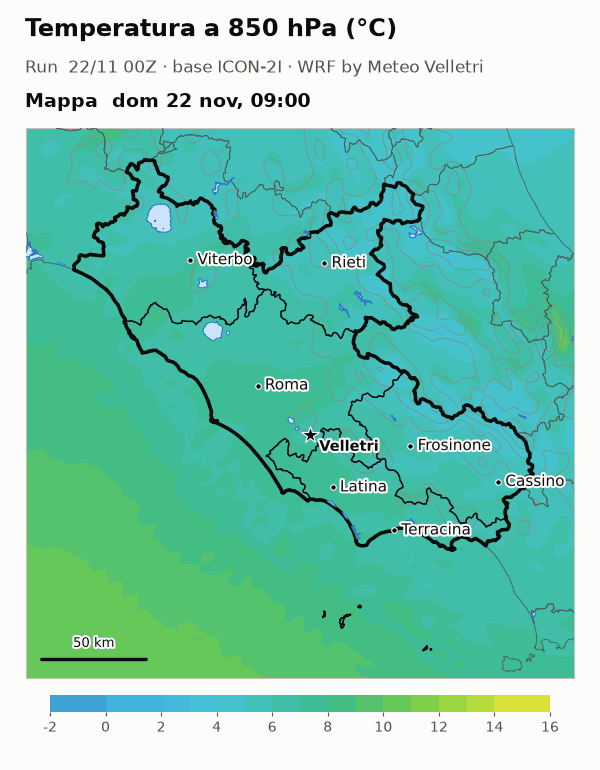 Temperatura a 850 hPa (°C)
Run  22/11 00Z · base ICON-2I · WRF by Meteo Velletri
Mappa  dom 22 nov, 09:00
Viterbo
Rieti
Roma
Velletri
Frosinone
Cassino
Latina
Terracina
50 km
-2 0 2 4 6 8 10 12 14 16